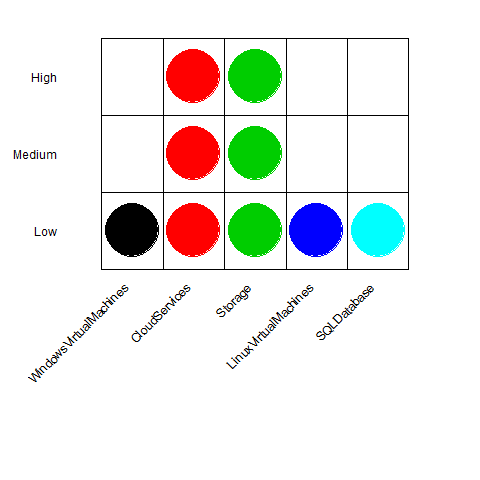 High
Medium
Low
WindowsVirtualMachines
CloudServices
Storage
LinuxVirtualMachines
SQLDatabase